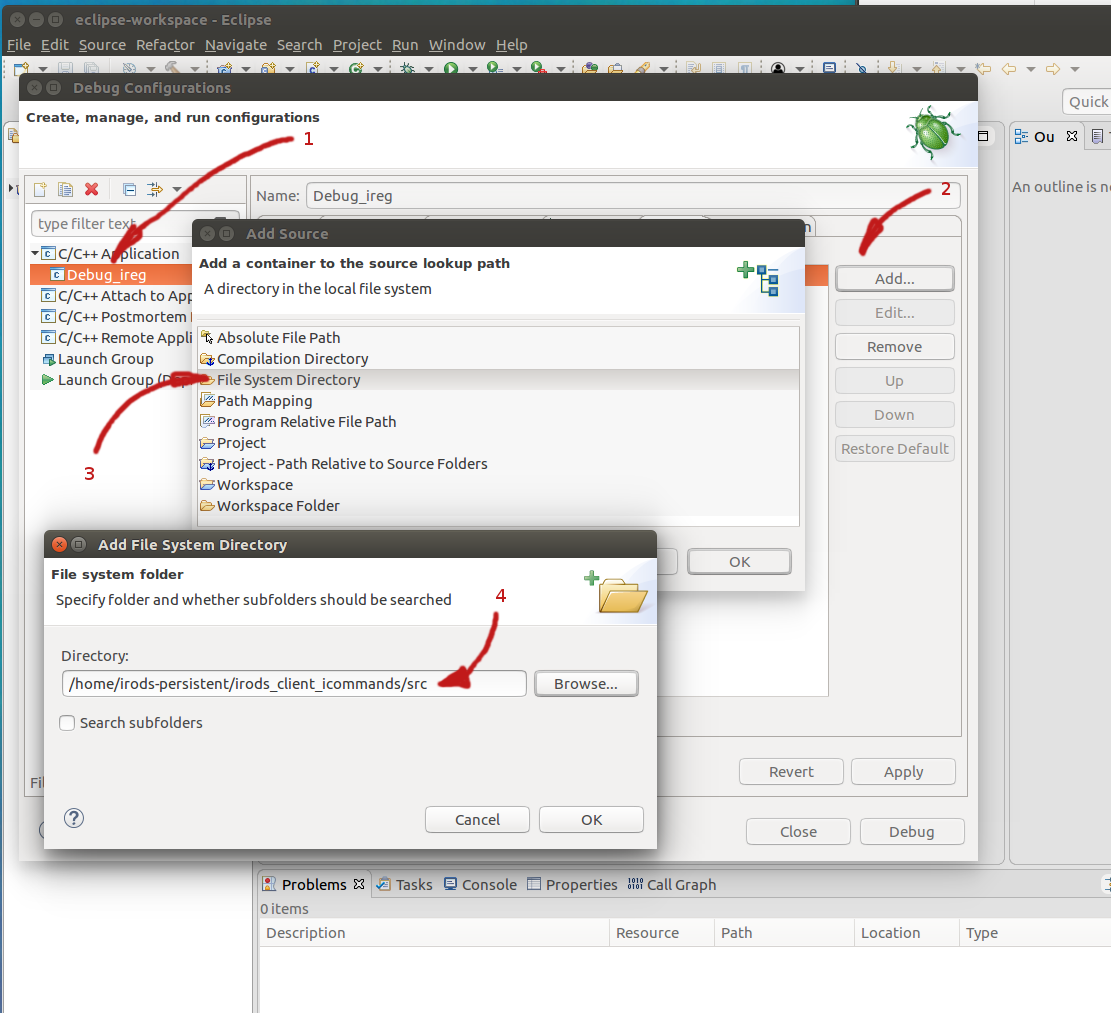 eclipse-workspace - Eclipse
File Edit Source Refactor Navigate Search Project Run Window Help
Debug Configurations
Quick
Create, manage, and run configurations
1
Ou
2
An outline is
Name: Debug_ireg
type filter text
Add Source
C/C++ Application
Add a container to the source lookup path
Debug_ireg
Add...
A directory in the local file system
C/C++ Attach to
Edit...
C/C++ Postmortem
C/C++ Remote
Absolute File Path
Remove
Launch Group
Compilation Directory
Launch Group
File System Directory
Up
Path Mapping
Down
Program Relative File Path
Project
Restore Default
3
Project - Path Relative to Source Folders
Workspace
Workspace Folder
Add File System Directory
OK
File system folder
Specify folder and whether subfolders should be searched
4
Directory:
/home/irods-persistent/irods_client_icommands/src
Browse...
Search subfolders
Revert Apply
?
Cancel OK
Close Debug
Problems Tasks Console Properties Call Graph
0 items
Description Resource Path Location Type